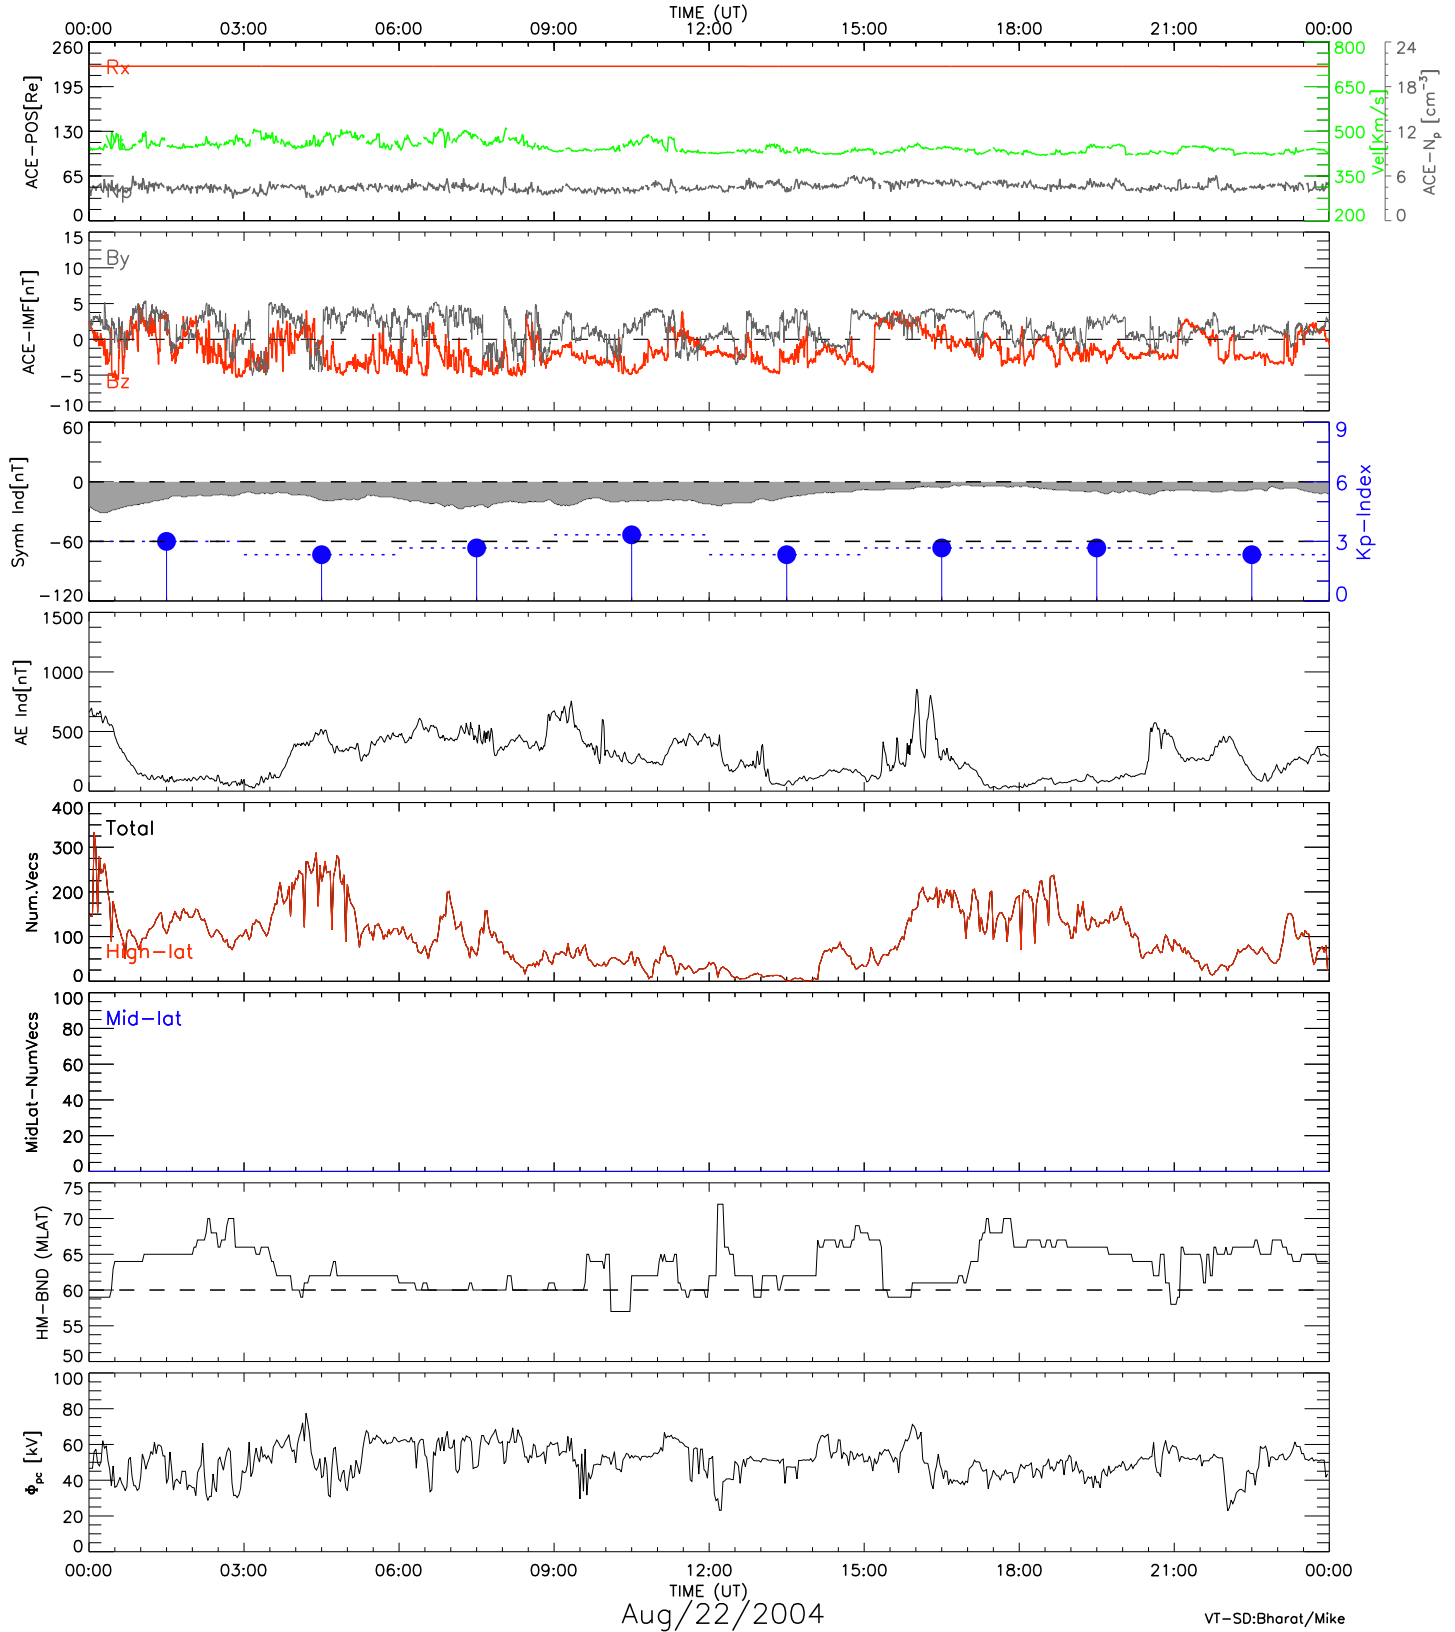 TIME (UT)
00:00 03:00 06:00 09:00 12:00 15:00 18:00 21:00 00:00
260 195 130 65 0
ACE-POS[Re]
Rx
Np
800 650 500 350 200
Vel[Km/s]
24 18 12 6 0
ACE-Np [cm-3]
15 10 5 0 -5 -10
ACE-IMF[nT]
By
Bz
60 0 -60 -120
Symh Ind[nT]
9 6 3 0
Kp-Index
1500 1000 500 0
AE Ind[nT]
400 300 200 100 0
Num.Vecs
Total
High-lat
100 80 60 40 20 0
MidLat-NumVecs
Mid-lat
75 70 65 60 55 50
HM-BND (MLAT)
100 80 60 40 20 0
Φpc [kV]
00:00 03:00 06:00 09:00 12:00 15:00 18:00 21:00 00:00
TIME (UT)
Aug/22/2004
VT-SD:Bharat/Mike